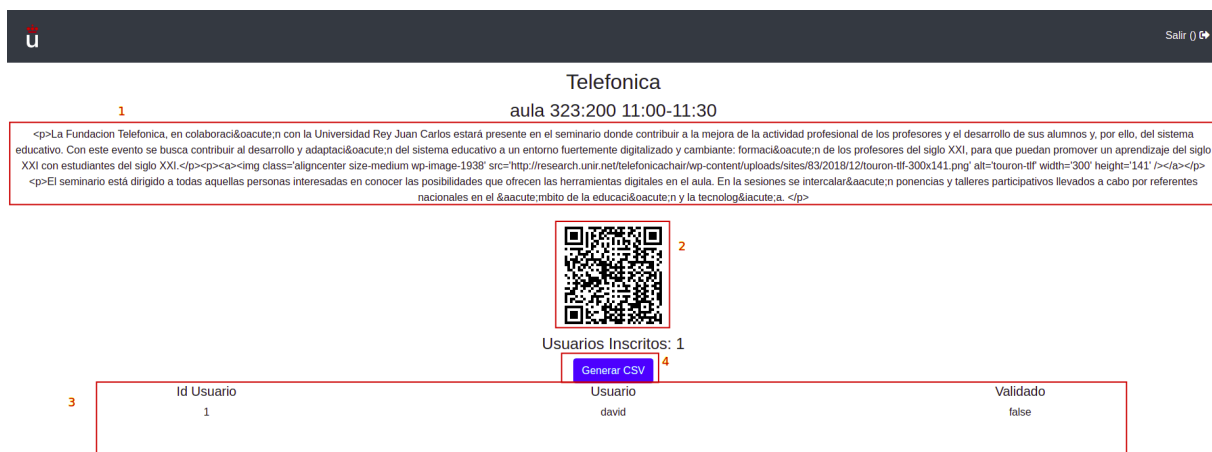 u
Salir ()
Telefonica
1
aula 323:200 11:00-11:30
<p>La Fundacion Telefonica, en colaboraci&oacute;n con la Universidad Rey Juan Carlos estará presente en el seminario donde contribuir a la mejora de la actividad profesional de los profesores y el desarrollo de sus alumnos y, por ello, del sistema
educativo. Con este evento se busca contribuir al desarrollo y adaptaci&oacute;n del sistema educativo a un entorno fuertemente digitalizado y cambiante: formaci&oacute;n de los profesores del siglo XXI, para que puedan promover un aprendizaje del siglo
XXI con estudiantes del siglo XXI.</p><p><a><img class='aligncenter size-medium wp-image-1938' src='http://research.unir.net/telefonicachair/wp-content/uploads/sites/83/2018/12/touron-tlf-300x141.png' alt='touron-tlf' width='300' height='141' /></a></p>
<p>El seminario está dirigido a todas aquellas personas interesadas en conocer las posibilidades que ofrecen las herramientas digitales en el aula. En la sesiones se intercalar&aacute;n ponencias y talleres participativos llevados a cabo por referentes
nacionales en el &aacute;mbito de la educaci&oacute;n y la tecnolog&iacute;a. </p>
2
Usuarios Inscritos: 1
4
Generar CSV
3
Id Usuario Usuario Validado
1 david false